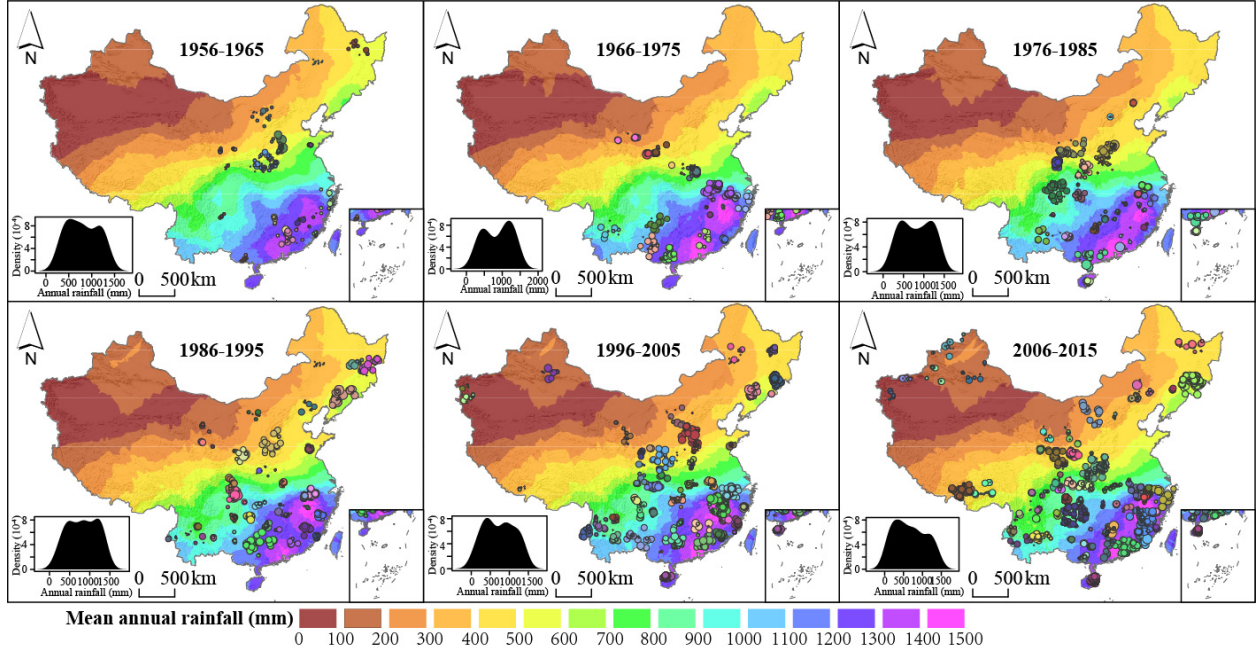 1956-1965
N
Density (10⁻⁴)
8
4
0
0 500 1000 1500
Annual rainfall (mm)
0 500km
1966-1975
N
Density (10⁻⁴)
8
4
0
0 1000 2000
Annual rainfall (mm)
0 500km
1976-1985
N
Density (10⁻⁴)
8
4
0
0 500 1000 1500
Annual rainfall (mm)
0 500km
1986-1995
N
Density (10⁻⁴)
8
4
0
0 500 1000 1500
Annual rainfall (mm)
0 500km
1996-2005
N
Density (10⁻⁴)
8
4
0
0 500 1000 1500
Annual rainfall (mm)
0 500km
2006-2015
N
Density (10⁻⁴)
8
4
0
0 500 1000 1500
Annual rainfall (mm)
0 500km
Mean annual rainfall (mm)
0 100 200 300 400 500 600 700 800 900 1000 1100 1200 1300 1400 1500